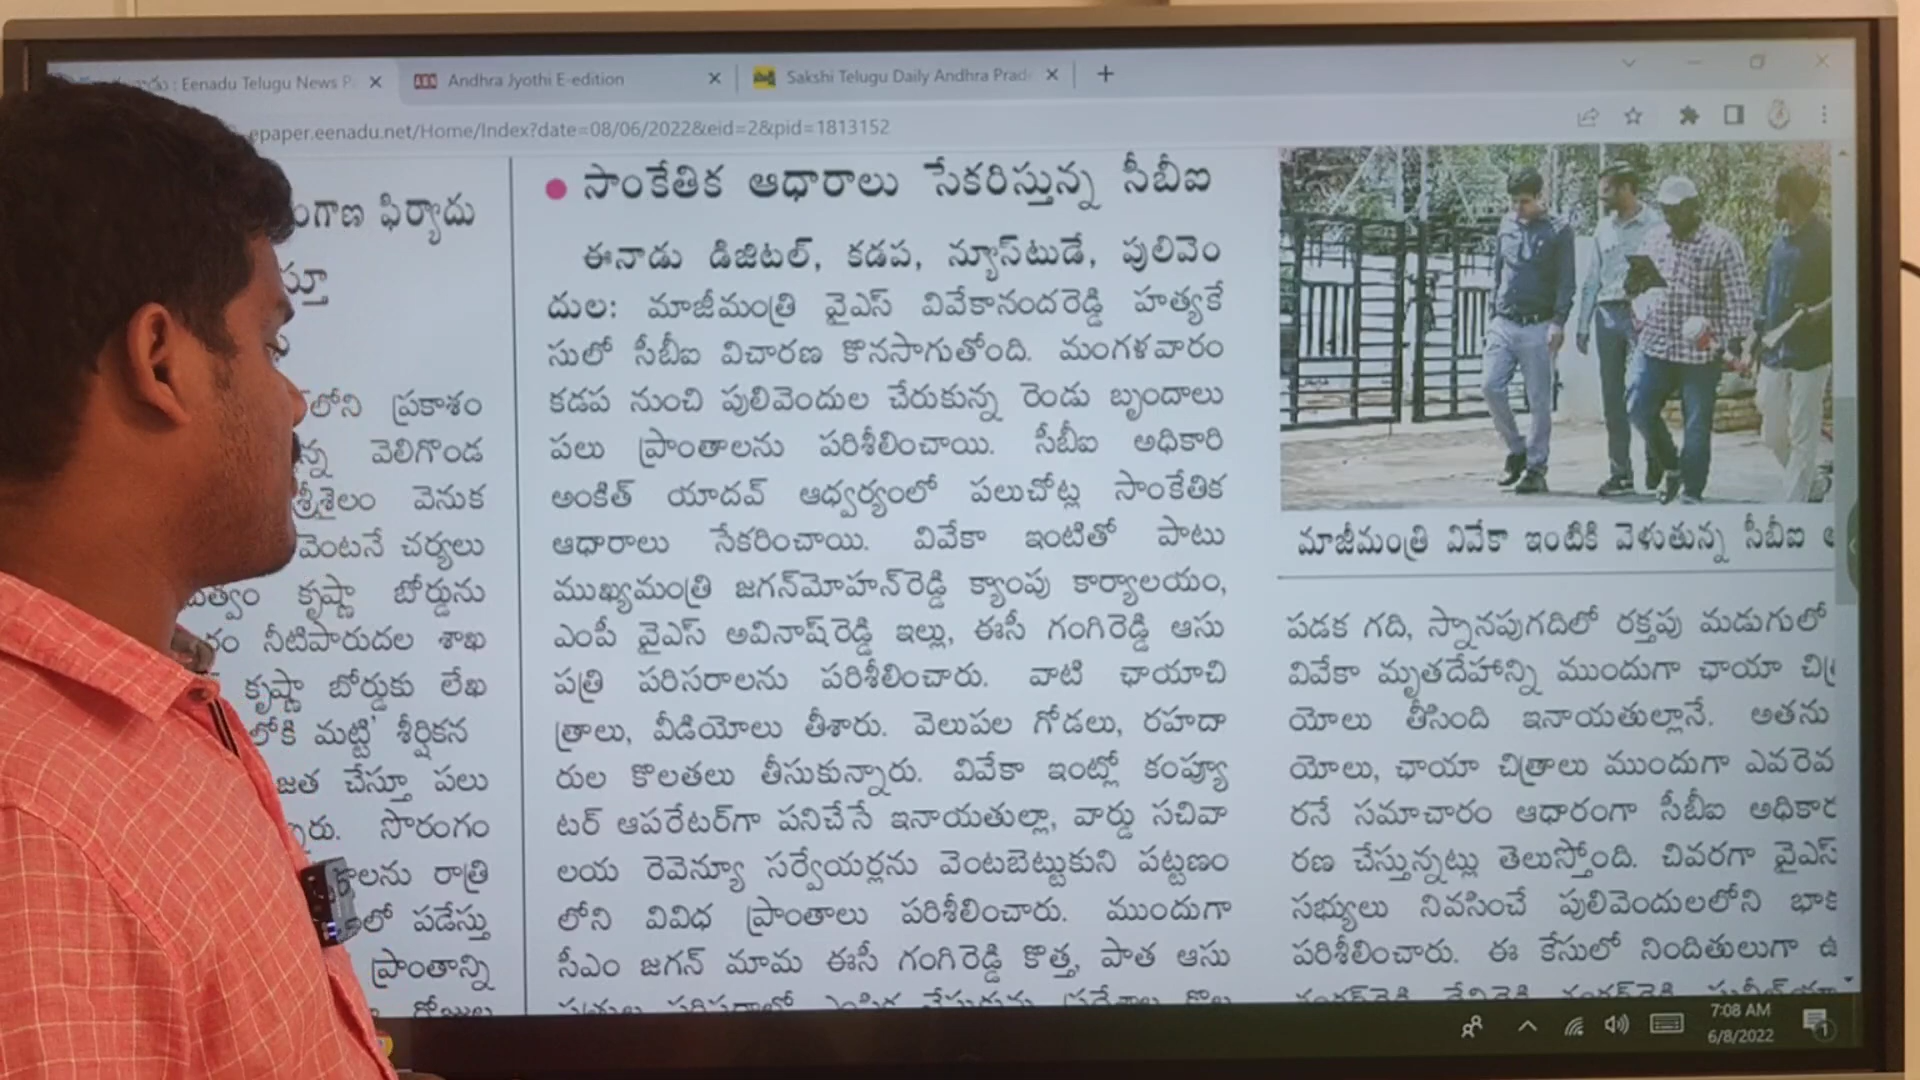 : Eenadu Telugu News P
Andhra Jyothi E-edition
Sakshi Telugu Daily Andhra Prad
epaper.eenadu.net/Home/Index?date=08/06/2022&eid=2&pid=1813152
ంగాణ ఫిర్యాదు
స్తూ
లోని ప్రకాశం
న్న వెలిగొండ
శ్రీశైలం వెనుక
వెంటనే చర్యలు
కృష్ణా బోర్డును
నీటిపారుదల శాఖ
కృష్ణా బోర్డుకు లేఖ
లోకి మట్టి' శీర్షికన
జత చేస్తూ పలు
రు. సొరంగం
లను రాత్రి
లో పడేస్తు
ప్రాంతాన్ని
రోజుల
• సాంకేతిక ఆధారాలు సేకరిస్తున్న సీబీఐ
ఈనాడు డిజిటల్, కడప, న్యూస్‌టుడే, పులివెం
దుల: మాజీమంత్రి వైఎస్ వివేకానందరెడ్డి హత్యకే
సులో సీబీఐ విచారణ కొనసాగుతోంది. మంగళవారం
కడప నుంచి పులివెందుల చేరుకున్న రెండు బృందాలు
పలు ప్రాంతాలను పరిశీలించాయి. సీబీఐ అధికారి
అంకిత్ యాదవ్ ఆధ్వర్యంలో పలుచోట్ల సాంకేతిక
ఆధారాలు సేకరించాయి. వివేకా ఇంటితో పాటు
ముఖ్యమంత్రి జగన్‌మోహన్‌రెడ్డి క్యాంపు కార్యాలయం,
ఎంపీ వైఎస్ అవినాష్‌రెడ్డి ఇల్లు, ఈసీ గంగిరెడ్డి ఆసు
పత్రి పరిసరాలను పరిశీలించారు. వాటి ఛాయాచి
త్రాలు, వీడియోలు తీశారు. వెలుపల గోడలు, రహదా
రుల కొలతలు తీసుకున్నారు. వివేకా ఇంట్లో కంప్యూ
టర్ ఆపరేటర్‌గా పనిచేసే ఇనాయతుల్లా, వార్డు సచివా
లయ రెవెన్యూ సర్వేయర్లను వెంటబెట్టుకుని పట్టణం
లోని వివిధ ప్రాంతాలు పరిశీలించారు. ముందుగా
సీఎం జగన్ మామ ఈసీ గంగిరెడ్డి కొత్త, పాత ఆసు
మాజీమంత్రి వివేకా ఇంటికి వెళుతున్న సీబీఐ
పడక గది, స్నానపుగదిలో రక్తపు మడుగులో
వివేకా మృతదేహాన్ని ముందుగా ఛాయా చి
యోలు తీసింది ఇనాయతుల్లానే. అతను
యోలు, ఛాయా చిత్రాలు ముందుగా ఎవరెవ
రనే సమాచారం ఆధారంగా సీబీఐ అధికార
రణ చేస్తున్నట్లు తెలుస్తోంది. చివరగా వైఎస్
సభ్యులు నివసించే పులివెందులలోని భాక
పరిశీలించారు. ఈ కేసులో నిందితులుగా ఉ
7:08 AM
6/8/2022
1